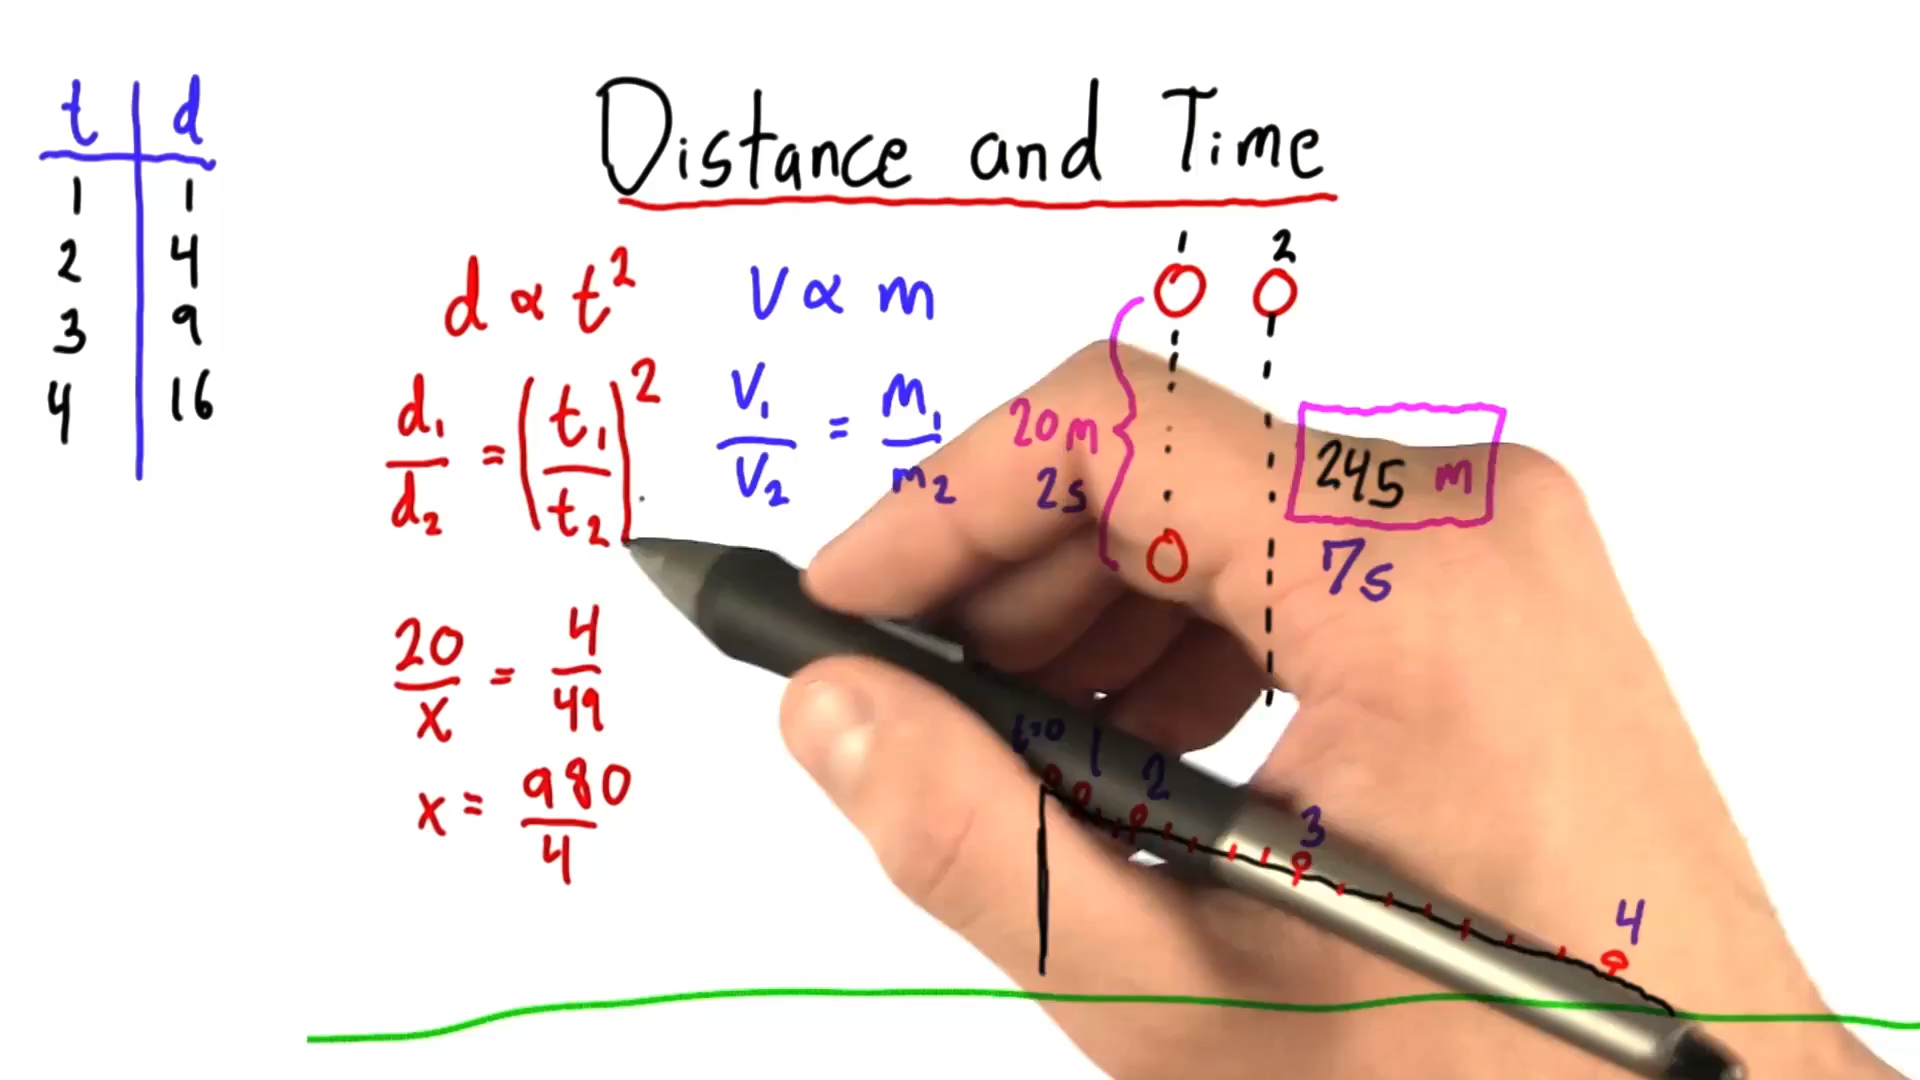 Distance and Time
t d
1 1
2 4
3 9
4 16
d ∝ t²
d₁/d₂ = (t₁/t₂)²
20/x = 4/49
x = 980/4
V ∝ m
V₁/V₂ = m₁/m₂
1 2
20m
2s
245 m
7s
t=0 1 2 3 4